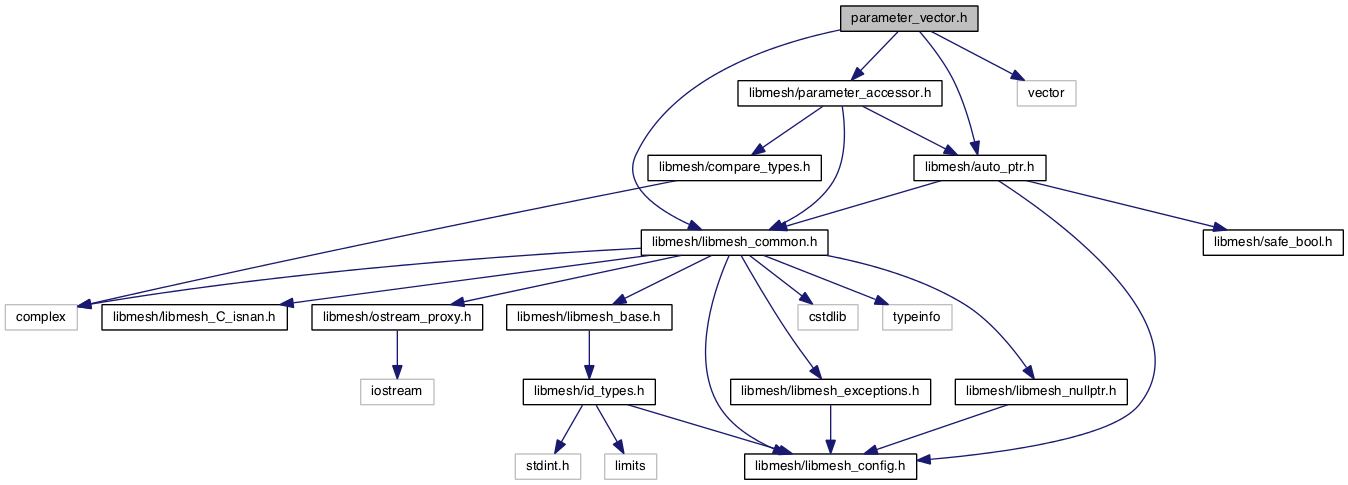 parameter_vector.h
libmesh/parameter_accessor.h
vector
libmesh/compare_types.h
libmesh/auto_ptr.h
libmesh/libmesh_common.h
libmesh/safe_bool.h
complex
libmesh/libmesh_C_isnan.h
libmesh/ostream_proxy.h
libmesh/libmesh_base.h
cstdlib
typeinfo
iostream
libmesh/id_types.h
libmesh/libmesh_exceptions.h
libmesh/libmesh_nullptr.h
stdint.h
limits
libmesh/libmesh_config.h